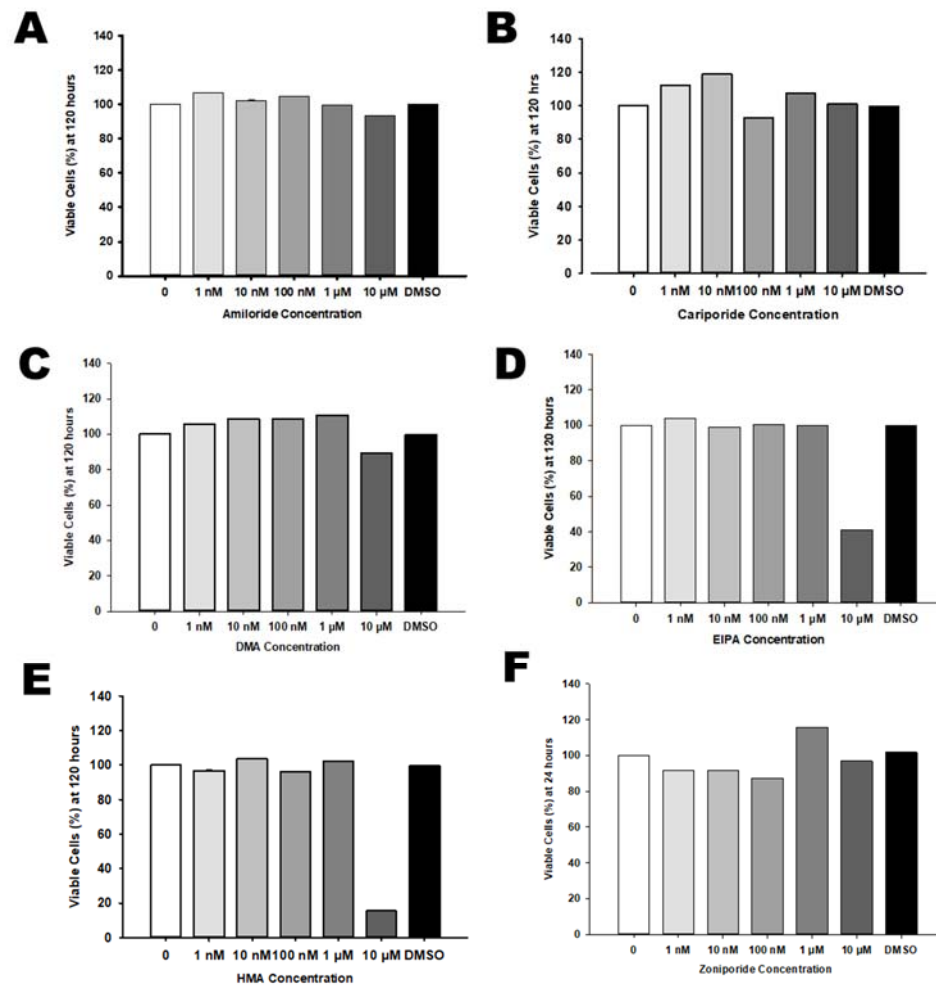 A
Viable Cells (%) at 120 hours
140
120
100
80
60
40
20
0
0 1 nM 10 nM 100 nM 1 µM 10 µM DMSO
Amiloride Concentration
B
Viable Cells (%) at 120 hrs
140
120
100
80
60
40
20
0
0 1 nM 10 nM 100 nM 1 µM 10 µM DMSO
Cariporide Concentration
C
Viable Cells (%) at 120 hours
140
120
100
80
60
40
20
0
0 1 nM 10 nM 100 nM 1 µM 10 µM DMSO
DMA Concentration
D
Viable Cells (%) at 120 hours
140
120
100
80
60
40
20
0
0 1 nM 10 nM 100 nM 1 µM 10 µM DMSO
EIPA Concentration
E
Viable Cells (%) at 120 hours
140
120
100
80
60
40
20
0
0 1 nM 10 nM 100 nM 1 µM 10 µM DMSO
HMA Concentration
F
Viable Cells (%) at 24 hours
140
120
100
80
60
40
20
0
0 1 nM 10 nM 100 nM 1 µM 10 µM DMSO
Zoniporide Concentration